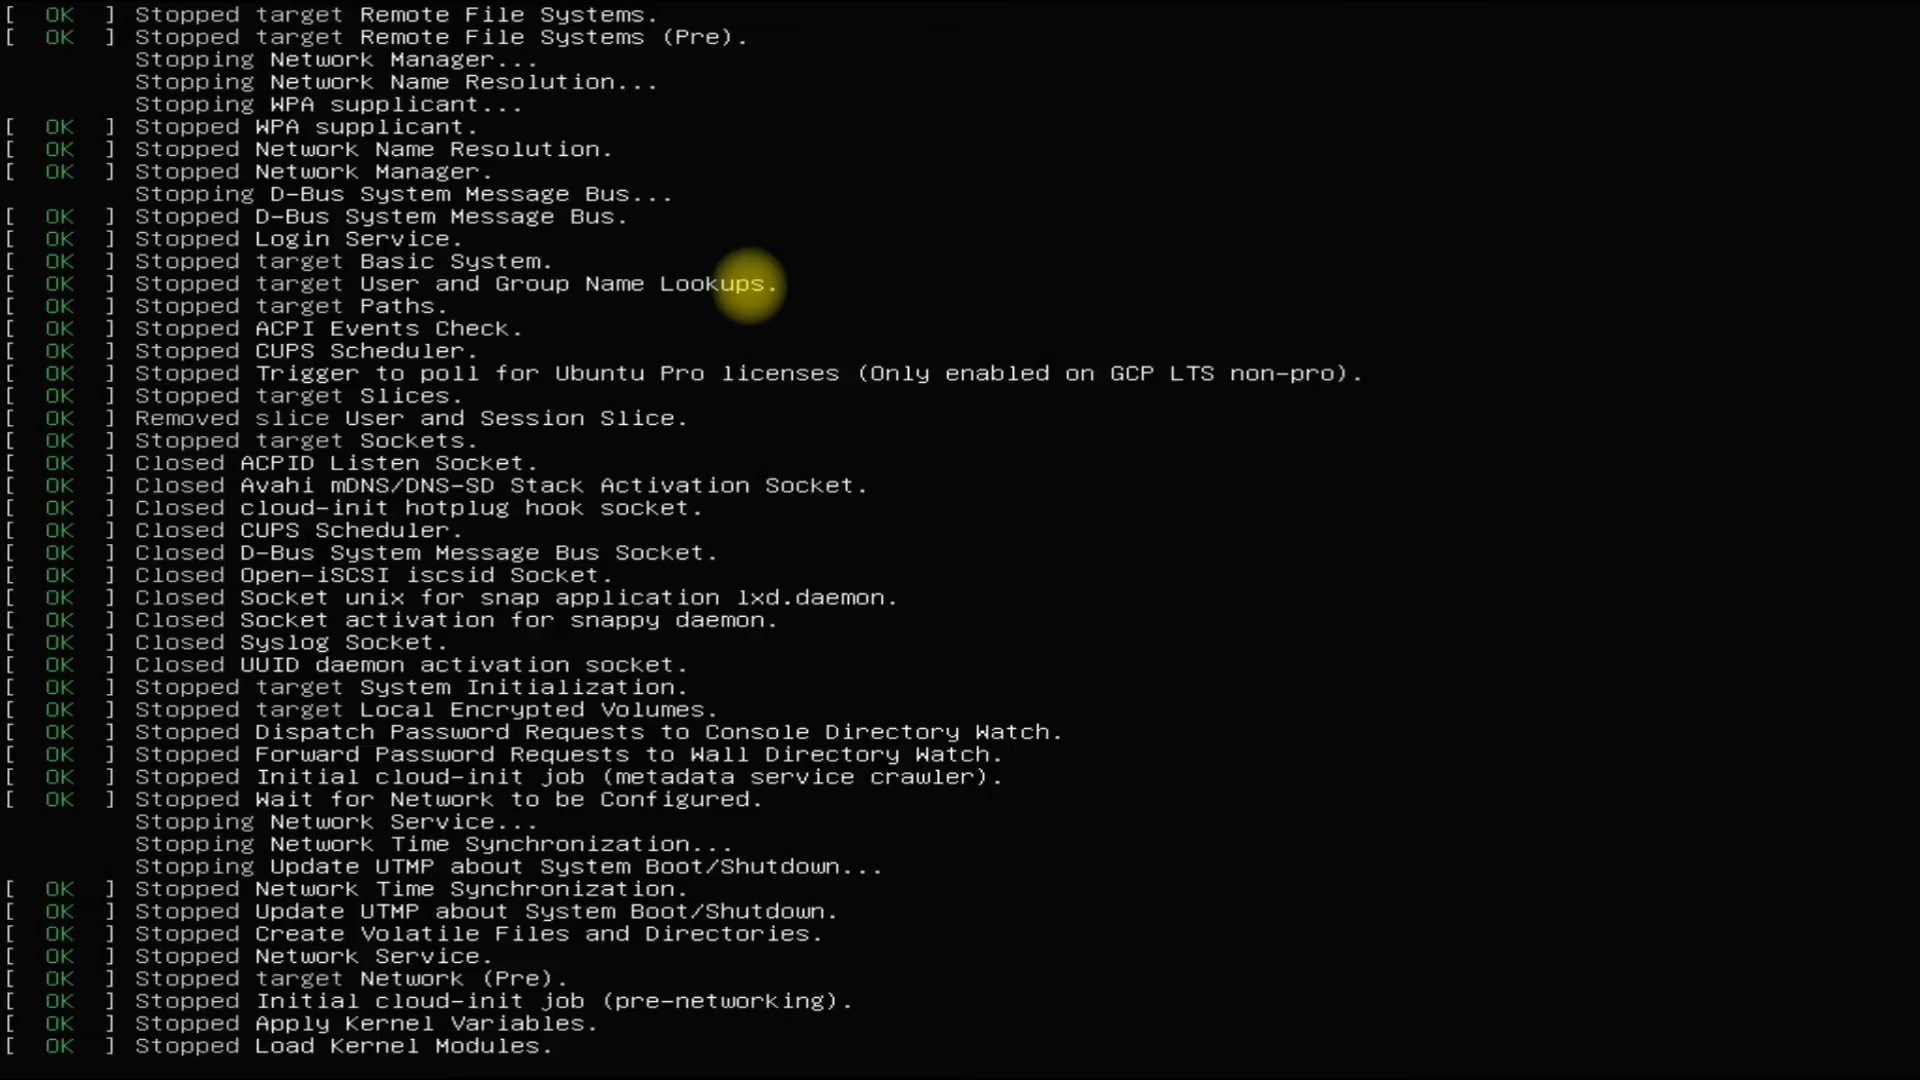 [  OK  ] Stopped target Remote File Systems.
[  OK  ] Stopped target Remote File Systems (Pre).
Stopping Network Manager...
Stopping Network Name Resolution...
Stopping WPA supplicant...
[  OK  ] Stopped WPA supplicant.
[  OK  ] Stopped Network Name Resolution.
[  OK  ] Stopped Network Manager.
Stopping D-Bus System Message Bus...
[  OK  ] Stopped D-Bus System Message Bus.
[  OK  ] Stopped Login Service.
[  OK  ] Stopped target Basic System.
[  OK  ] Stopped target User and Group Name Lookups.
[  OK  ] Stopped target Paths.
[  OK  ] Stopped ACPI Events Check.
[  OK  ] Stopped CUPS Scheduler.
[  OK  ] Stopped Trigger to poll for Ubuntu Pro licenses (Only enabled on GCP LTS non-pro).
[  OK  ] Stopped target Slices.
[  OK  ] Removed slice User and Session Slice.
[  OK  ] Stopped target Sockets.
[  OK  ] Closed ACPID Listen Socket.
[  OK  ] Closed Avahi mDNS/DNS-SD Stack Activation Socket.
[  OK  ] Closed cloud-init hotplug hook socket.
[  OK  ] Closed CUPS Scheduler.
[  OK  ] Closed D-Bus System Message Bus Socket.
[  OK  ] Closed Open-iSCSI iscsid Socket.
[  OK  ] Closed Socket unix for snap application lxd.daemon.
[  OK  ] Closed Socket activation for snappy daemon.
[  OK  ] Closed Syslog Socket.
[  OK  ] Closed UUID daemon activation socket.
[  OK  ] Stopped target System Initialization.
[  OK  ] Stopped target Local Encrypted Volumes.
[  OK  ] Stopped Dispatch Password Requests to Console Directory Watch.
[  OK  ] Stopped Forward Password Requests to Wall Directory Watch.
[  OK  ] Stopped Initial cloud-init job (metadata service crawler).
[  OK  ] Stopped Wait for Network to be Configured.
Stopping Network Service...
Stopping Network Time Synchronization...
Stopping Update UTMP about System Boot/Shutdown...
[  OK  ] Stopped Network Time Synchronization.
[  OK  ] Stopped Update UTMP about System Boot/Shutdown.
[  OK  ] Stopped Create Volatile Files and Directories.
[  OK  ] Stopped Network Service.
[  OK  ] Stopped target Network (Pre).
[  OK  ] Stopped Initial cloud-init job (pre-networking).
[  OK  ] Stopped Apply Kernel Variables.
[  OK  ] Stopped Load Kernel Modules.